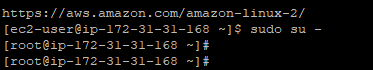 https://aws.amazon.com/amazon-linux-2/
[ec2-user@ip-172-31-31-168 ~]$ sudo su -
[root@ip-172-31-31-168 ~]#
[root@ip-172-31-31-168 ~]#